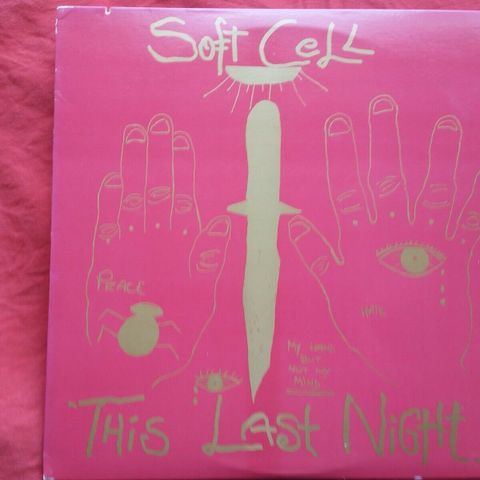 SoFt CeLL
PEACE
HATE
MY HAND
BUT
NOT MY
MIND
THiS LaSt NiGHt